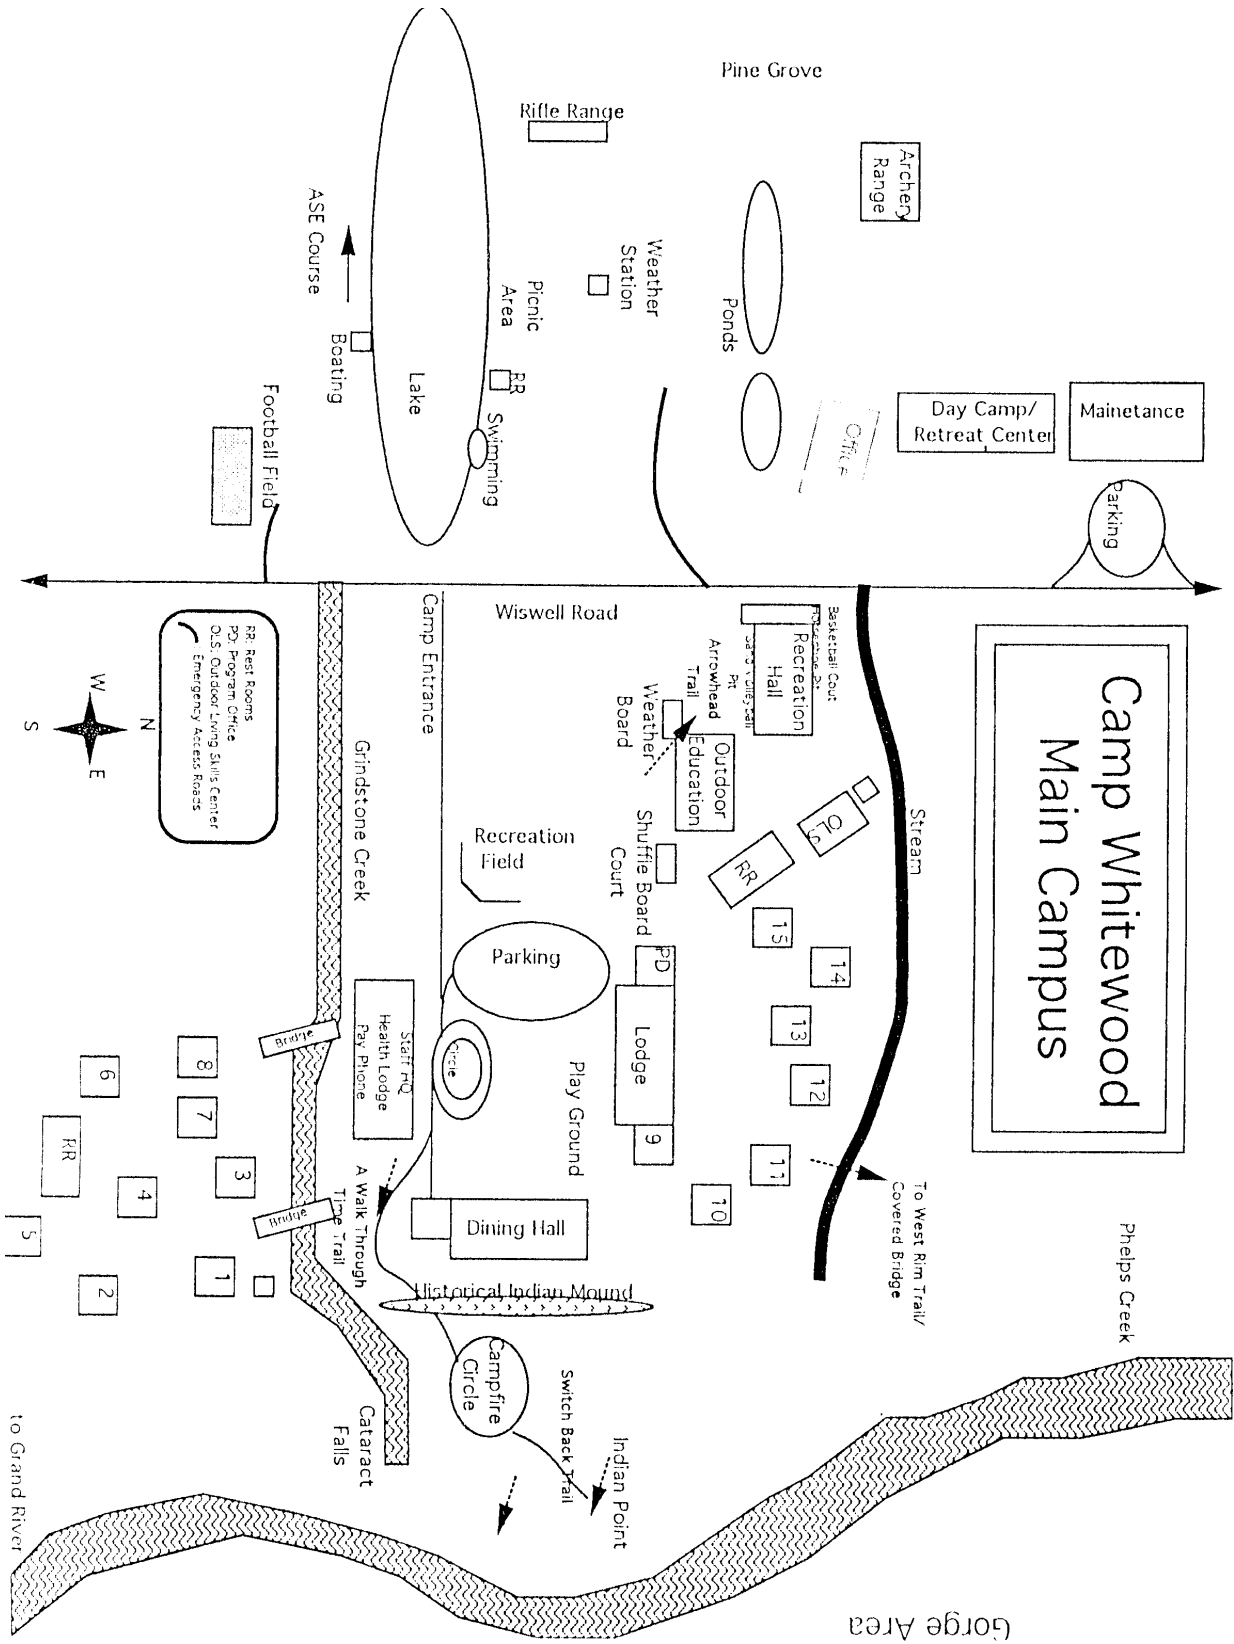 Camp Whitewood
Main Campus
Pine Grove
Rifle Range
Archery
Range
ASE Course
Weather
Station
Picnic
Area
Ponds
Boating
Lake
RR
Swimming
Football Field
Office
Day Camp/
Retreat Center
Mainetance
Parking
Camp Entrance
Wiswell Road
Basketball Cout
Recreation
Hall
Sand Volleyball
Pit
Arrowhead
Trail
Weather
Board
Outdoor
Education
RR: Rest Rooms
PD: Program Office
OLS: Outdoor Living Skills Center
: Emergency Access Roads
N
W
E
S
Grindstone Creek
Recreation
Field
Shuffle Board
Court
OLS
RR
Stream
15
14
13
12
11
10
Parking
PD
Lodge
9
Staff HQ
Health Lodge
Pay Phone
Circle
Play Ground
Bridge
8
7
6
RR
3
4
5
Bridge
1
2
A Walk Through
Time Trail
Dining Hall
To West Rim Trail/
Covered Bridge
Phelps Creek
Historical Indian Mound
Campfire
Circle
Switch Back Trail
Indian Point
Cataract
Falls
to Grand River
Gorge Area